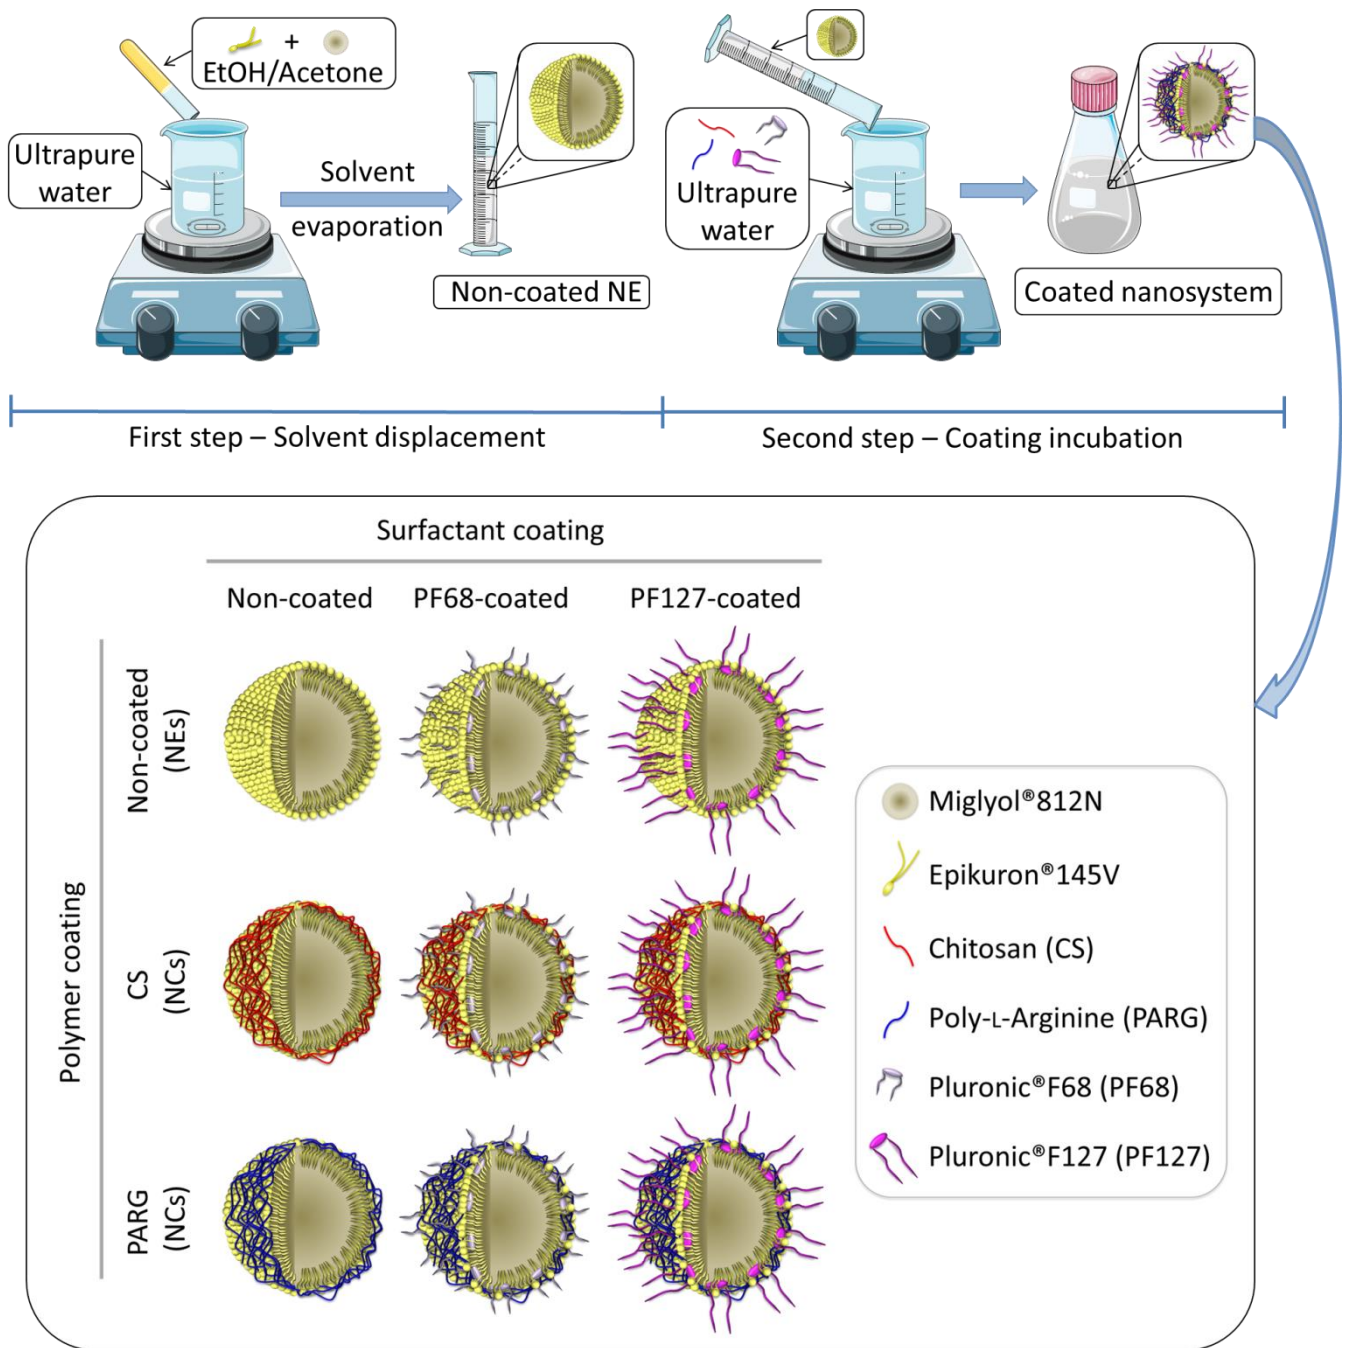 +
EtOH/Acetone
Ultrapure
water
Solvent
evaporation
Non-coated NE
Ultrapure
water
Coated nanosystem
First step – Solvent displacement
Second step – Coating incubation
Surfactant coating
Non-coated
PF68-coated
PF127-coated
Polymer coating
Non-coated
(NEs)
CS
(NCs)
PARG
(NCs)
Miglyol®812N
Epikuron®145V
Chitosan (CS)
Poly-L-Arginine (PARG)
Pluronic®F68 (PF68)
Pluronic®F127 (PF127)